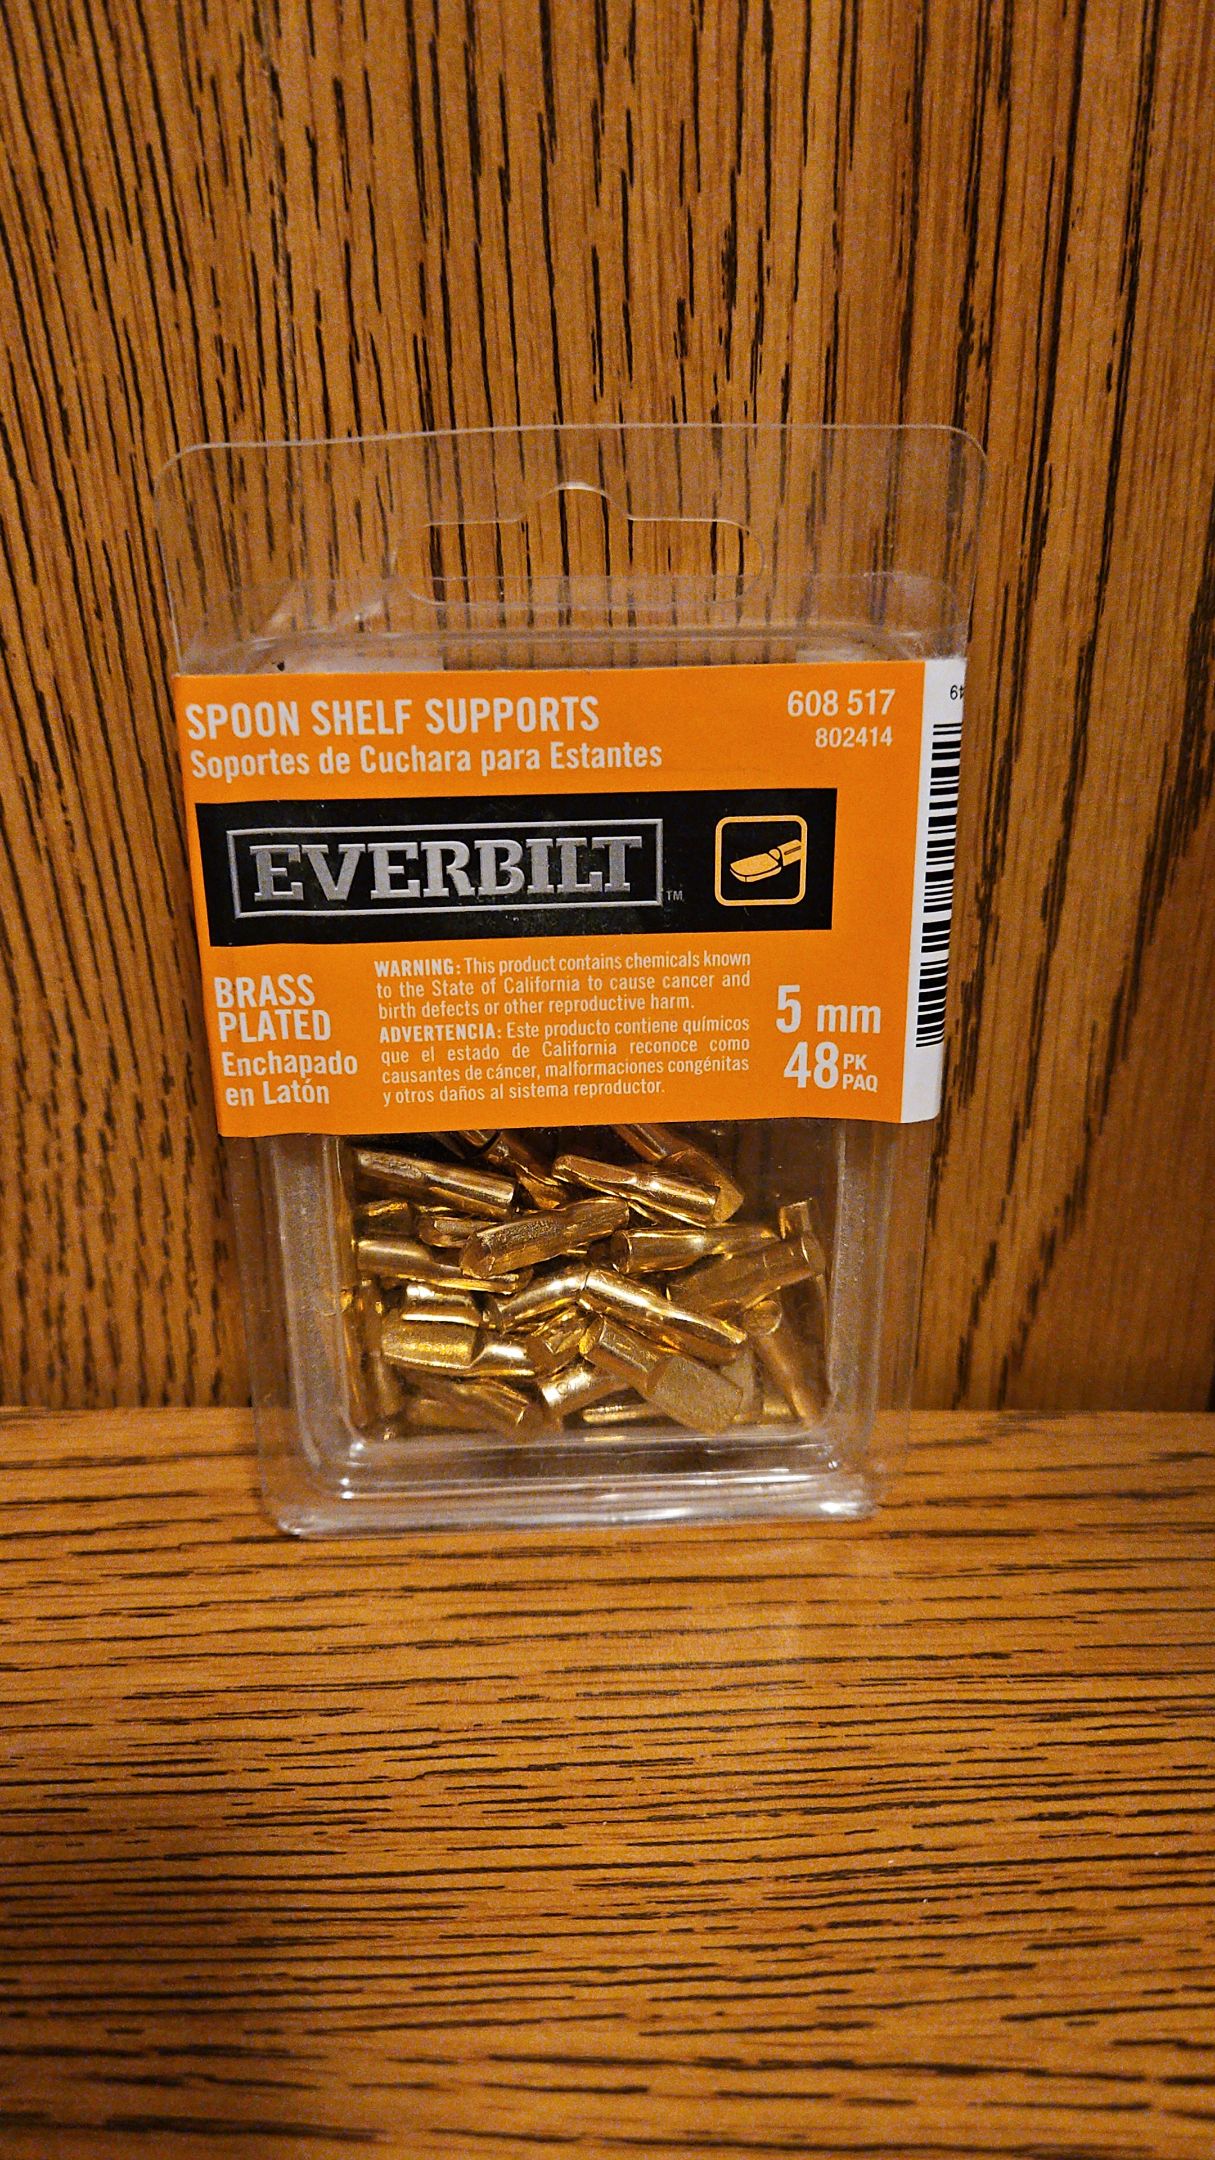 SPOON SHELF SUPPORTS
Soportes de Cuchara para Estantes
608 517
802414
EVERBILT™
BRASS
PLATED
Enchapado
en Latón
WARNING: This product contains chemicals known
to the State of California to cause cancer and
birth defects or other reproductive harm.
ADVERTENCIA: Este producto contiene químicos
que el estado de California reconoce como
causantes de cáncer, malformaciones congénitas
y otros daños al sistema reproductor.
5 mm
48 PK
PAQ